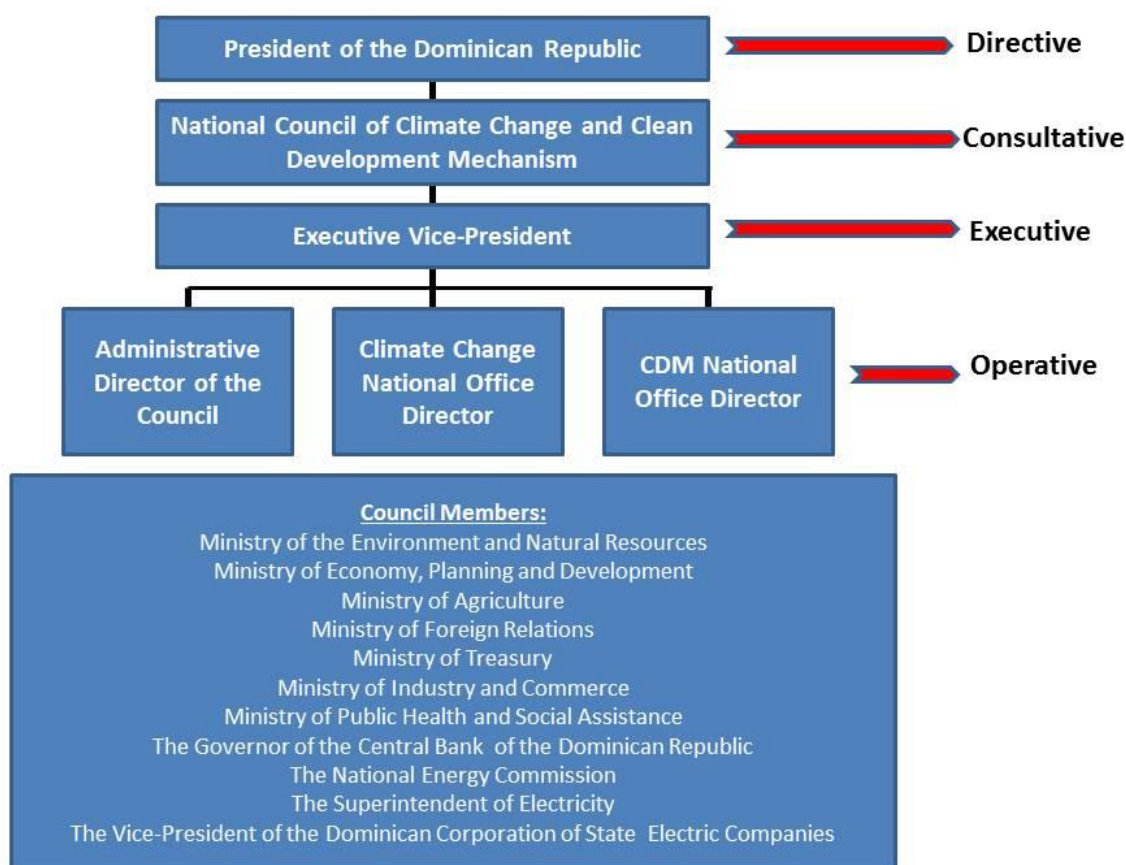 President of the Dominican Republic
Directive
National Council of Climate Change and Clean
Development Mechanism
Consultative
Executive Vice-President
Executive
Administrative
Director of the
Council
Climate Change
National Office
Director
CDM National
Office Director
Operative
Council Members:
Ministry of the Environment and Natural Resources
Ministry of Economy, Planning and Development
Ministry of Agriculture
Ministry of Foreign Relations
Ministry of Treasury
Ministry of Industry and Commerce
Ministry of Public Health and Social Assistance
The Governor of the Central Bank of the Dominican Republic
The National Energy Commission
The Superintendent of Electricity
The Vice-President of the Dominican Corporation of State Electric Companies